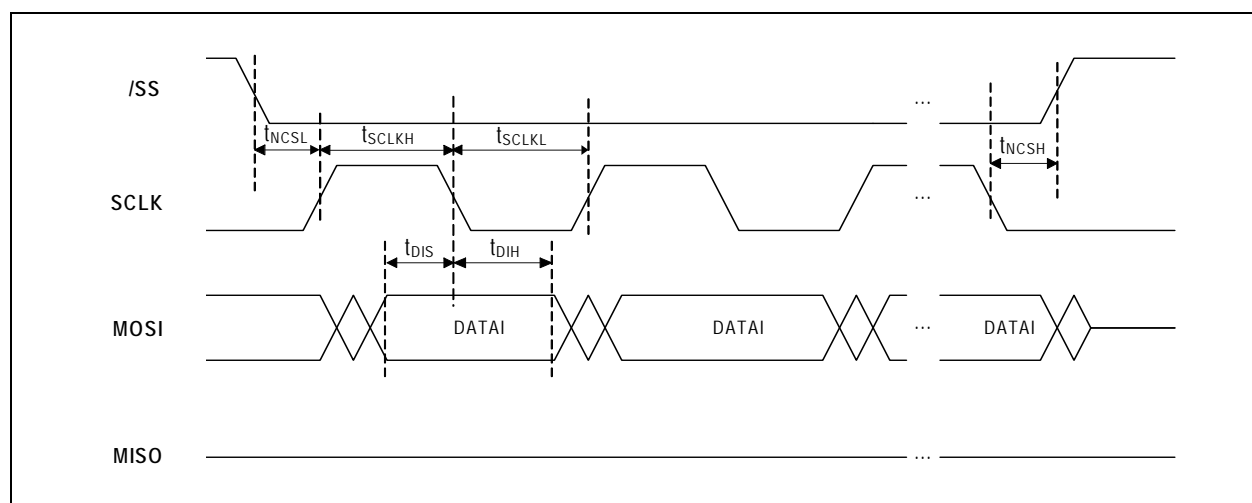 /SS
...
tNCSL
tSCLKH
tSCLKL
tNCSH
SCLK
...
tDIS
tDIH
MOSI
DATAI
DATAI
...
DATAI
MISO
...